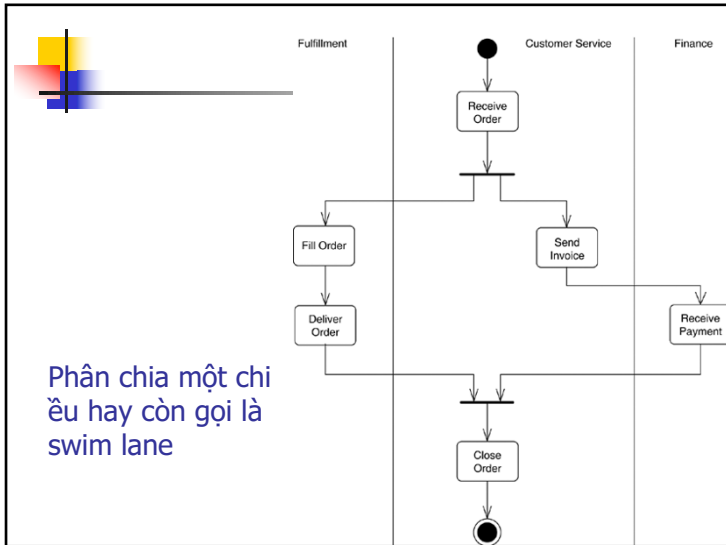 Fulfillment
Customer Service
Finance
Receive
Order
Fill Order
Send
Invoice
Deliver
Order
Receive
Payment
Phân chia một chi
ều hay còn gọi là
swim lane
Close
Order